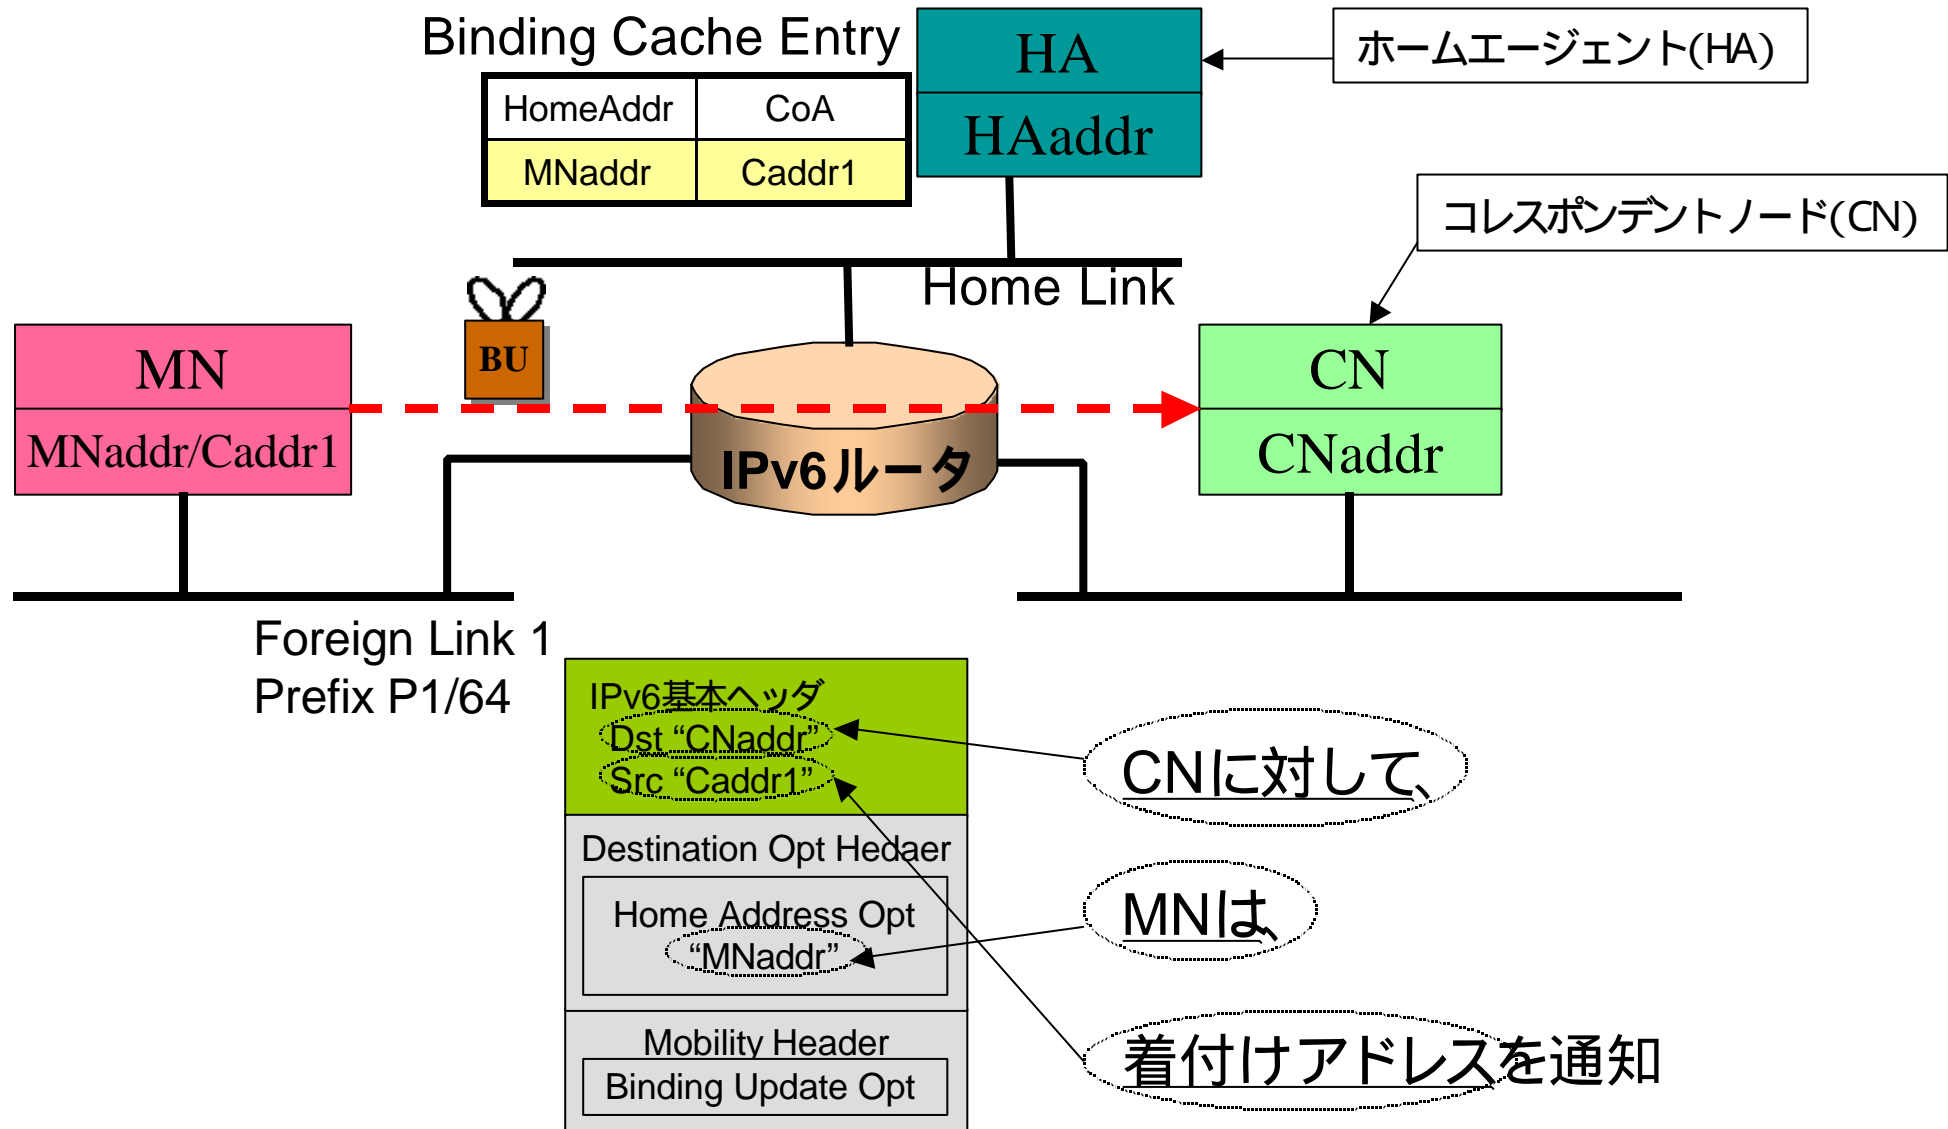 Binding Cache Entry
HA
HAaddr
ホームエージェント(HA)
HomeAddr CoA
MNaddr Caddr1
コレスポンデントノード(CN)
Home Link
MN
MNaddr/Caddr1
BU
IPv6ルータ
CN
CNaddr
Foreign Link 1
Prefix P1/64
IPv6基本ヘッダ
Dst “CNaddr”
Src “Caddr1”
Destination Opt Hedaer
Home Address Opt
“MNaddr”
Mobility Header
Binding Update Opt
CNに対して、
MNは、
着付けアドレスを通知